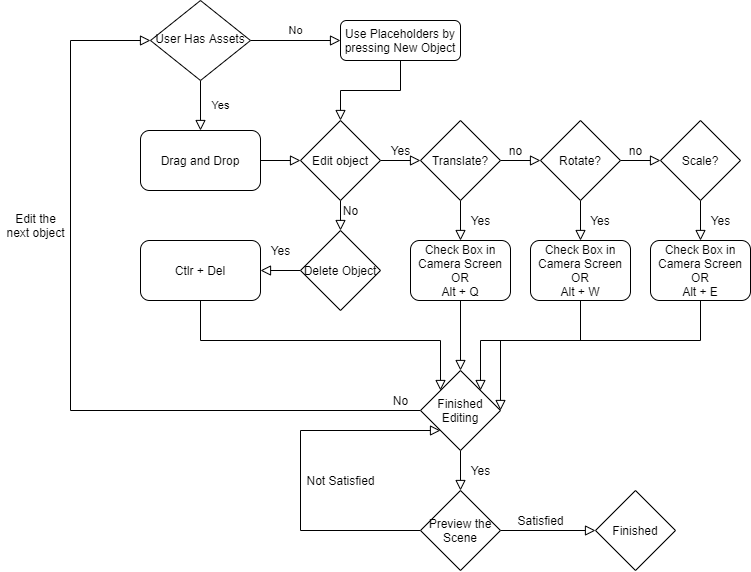 User Has Assets
No
Use Placeholders by
pressing New Object
Yes
Drag and Drop
Edit object
Yes
Translate?
no
Rotate?
no
Scale?
No
Yes
Yes
Yes
Edit the
next object
Ctlr + Del
Yes
Delete Object
Check Box in
Camera Screen
OR
Alt + Q
Check Box in
Camera Screen
OR
Alt + W
Check Box in
Camera Screen
OR
Alt + E
No
Finished
Editing
Yes
Not Satisfied
Preview the
Scene
Satisfied
Finished